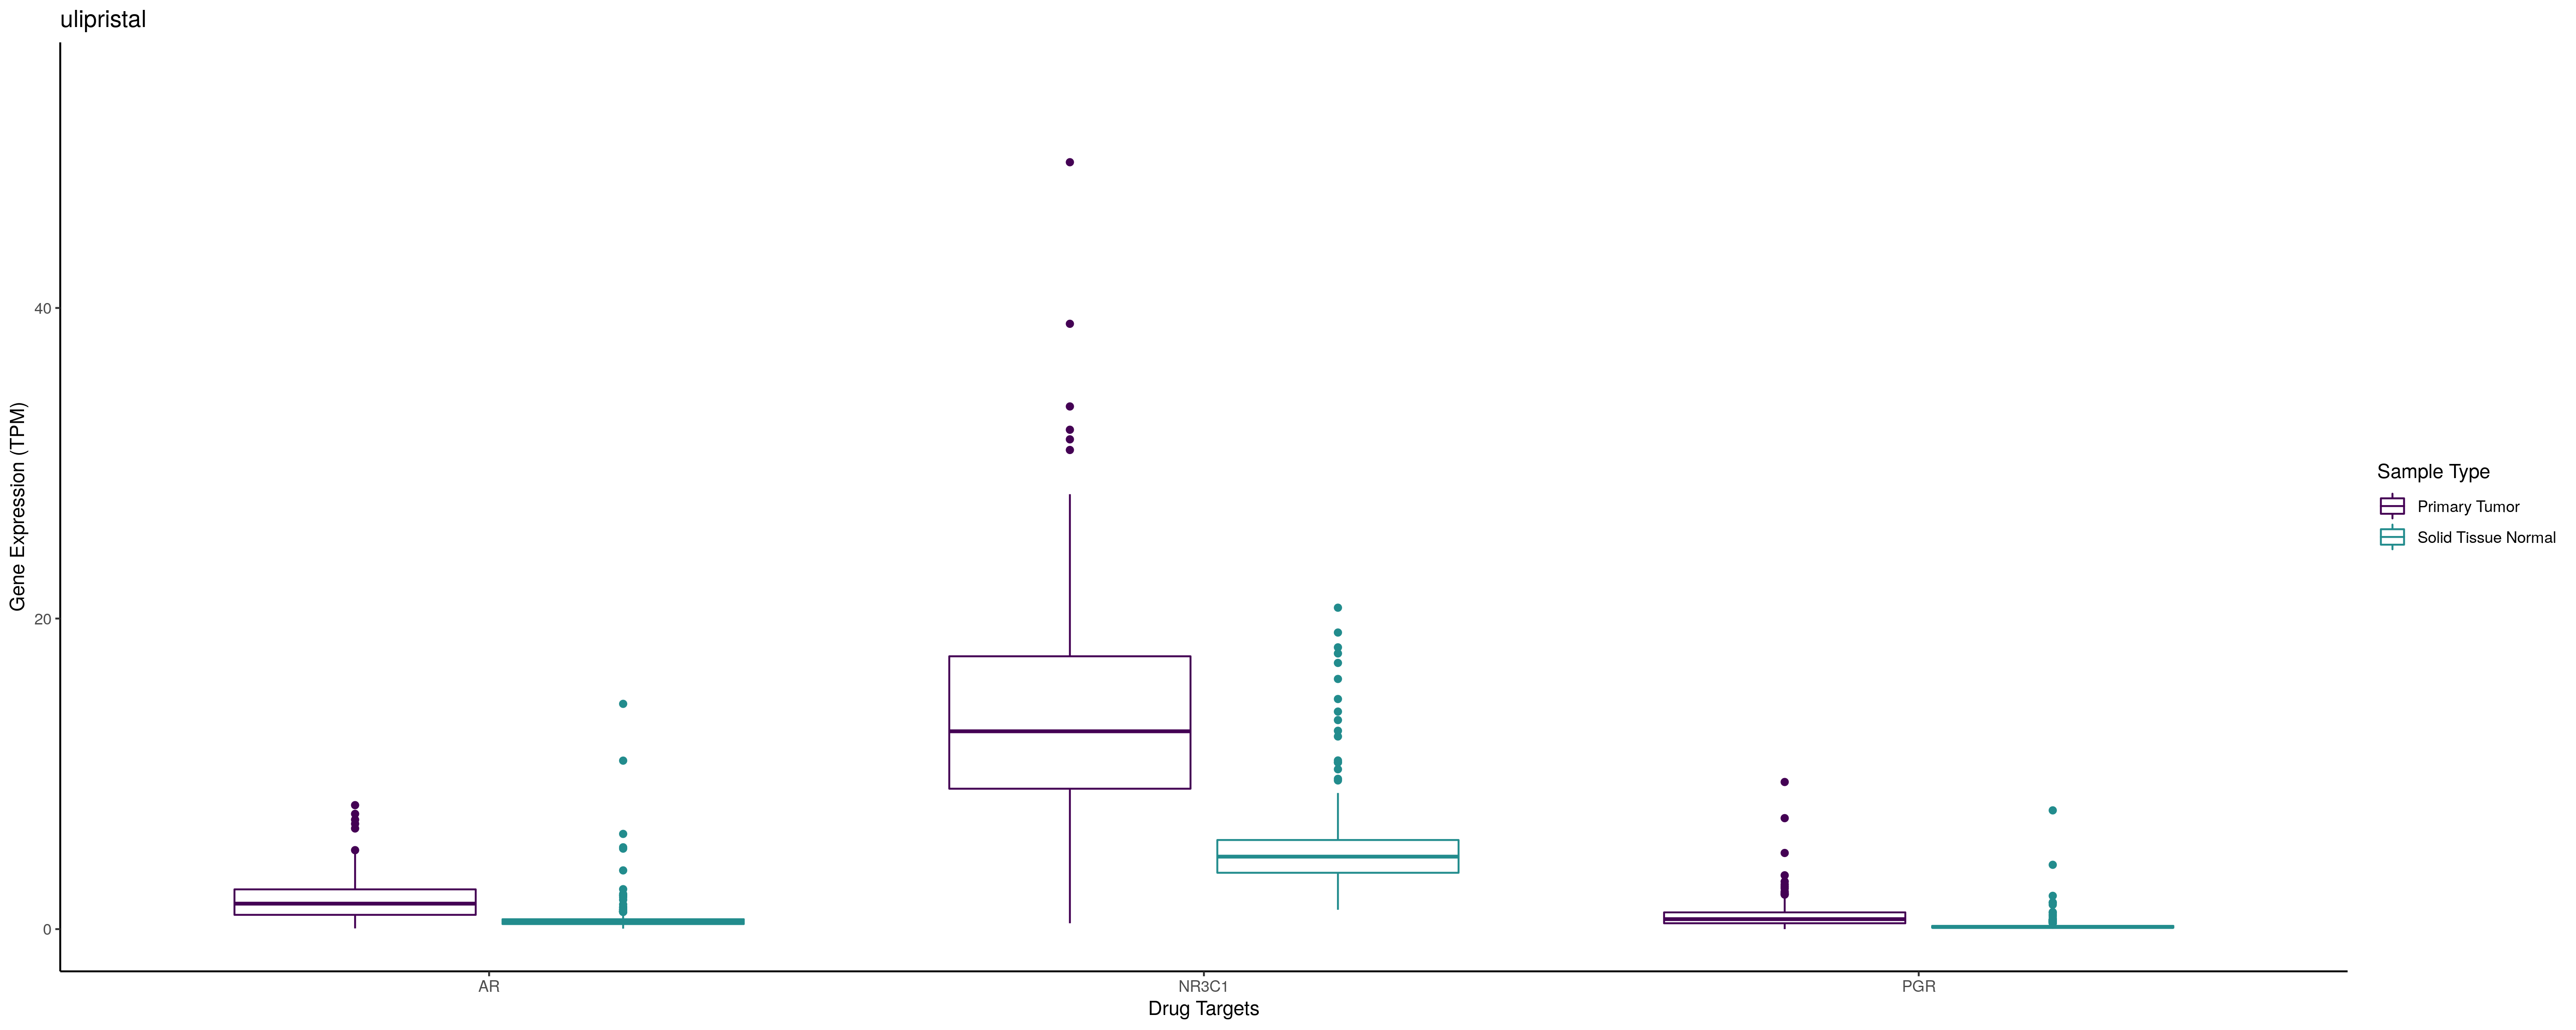 ulipristal
Gene Expression (TPM)
40
20
0
AR
NR3C1
PGR
Drug Targets
Sample Type
Primary Tumor
Solid Tissue Normal